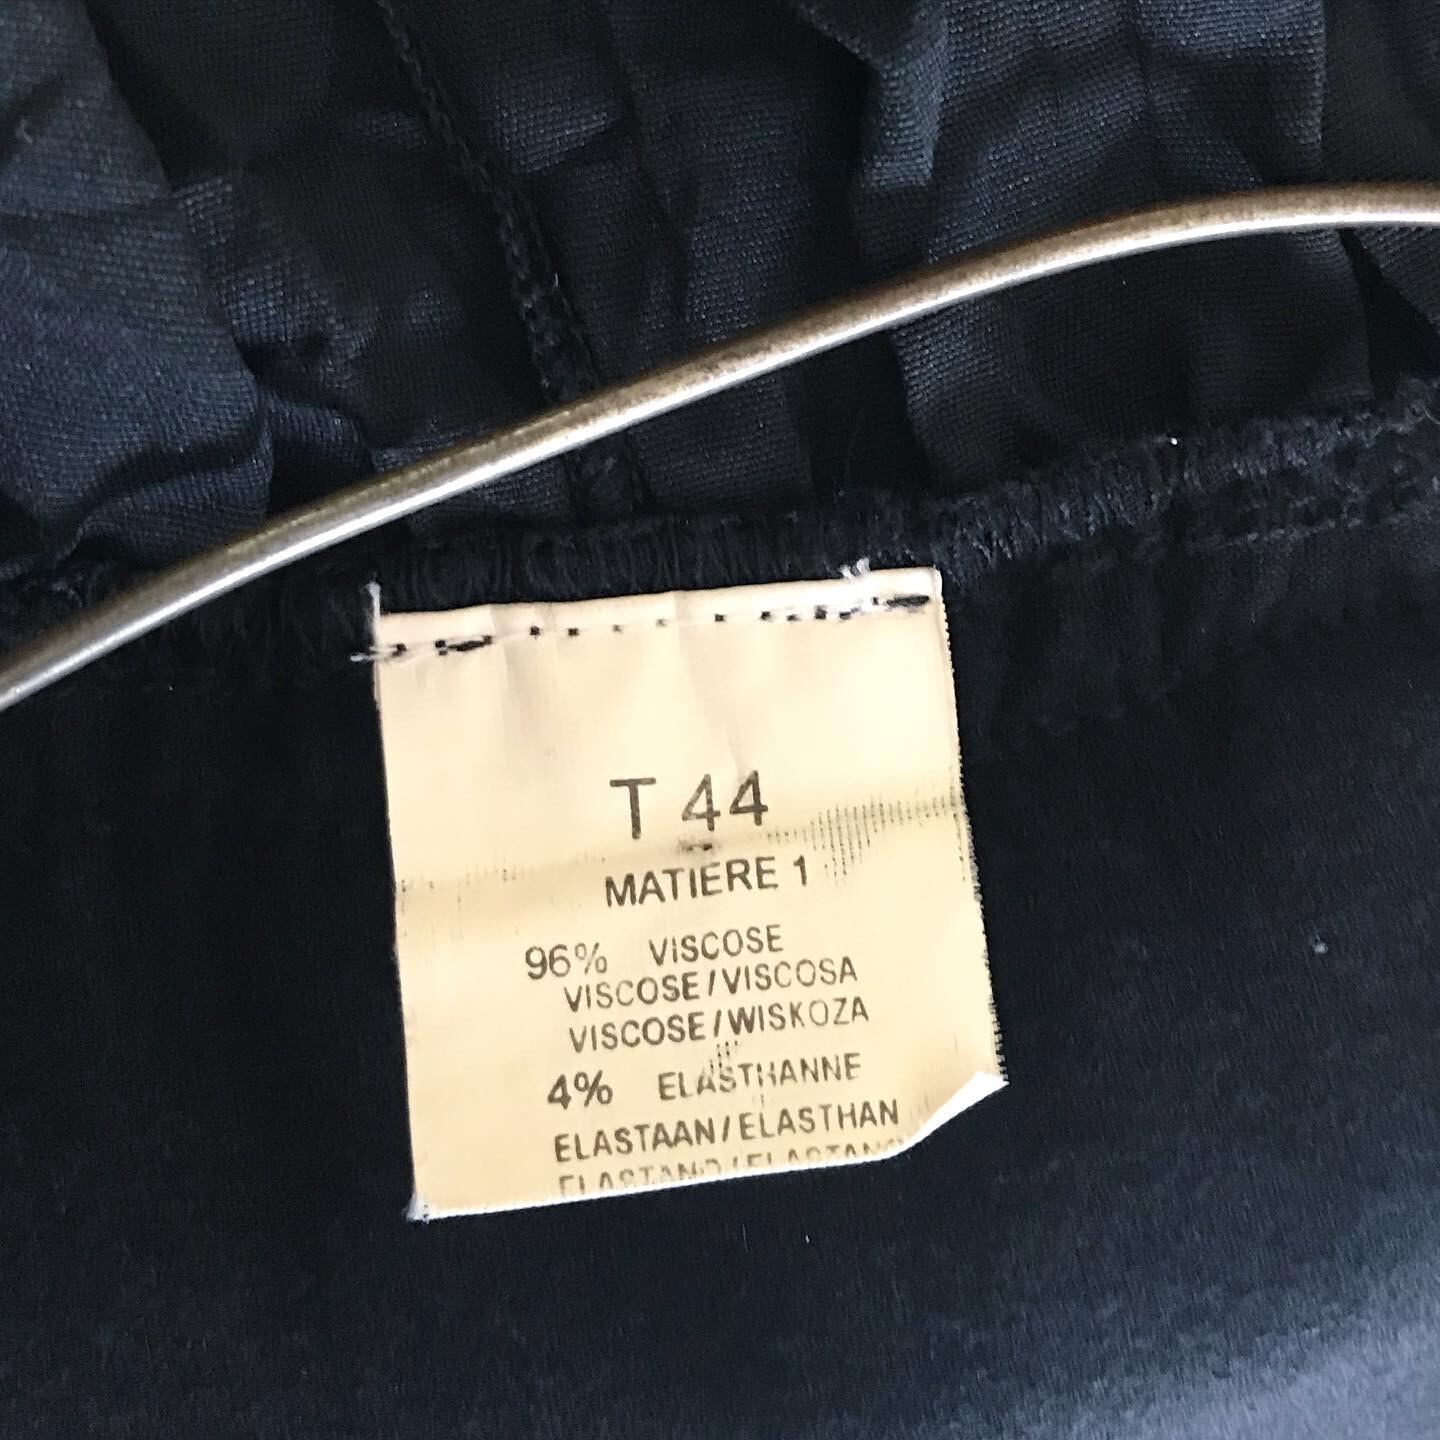 T 44
MATIERE 1
96% VISCOSE
VISCOSE/VISCOSA
VISCOSE/WISKOZA
4% ELASTHANNE
ELASTAAN/ELASTHAN